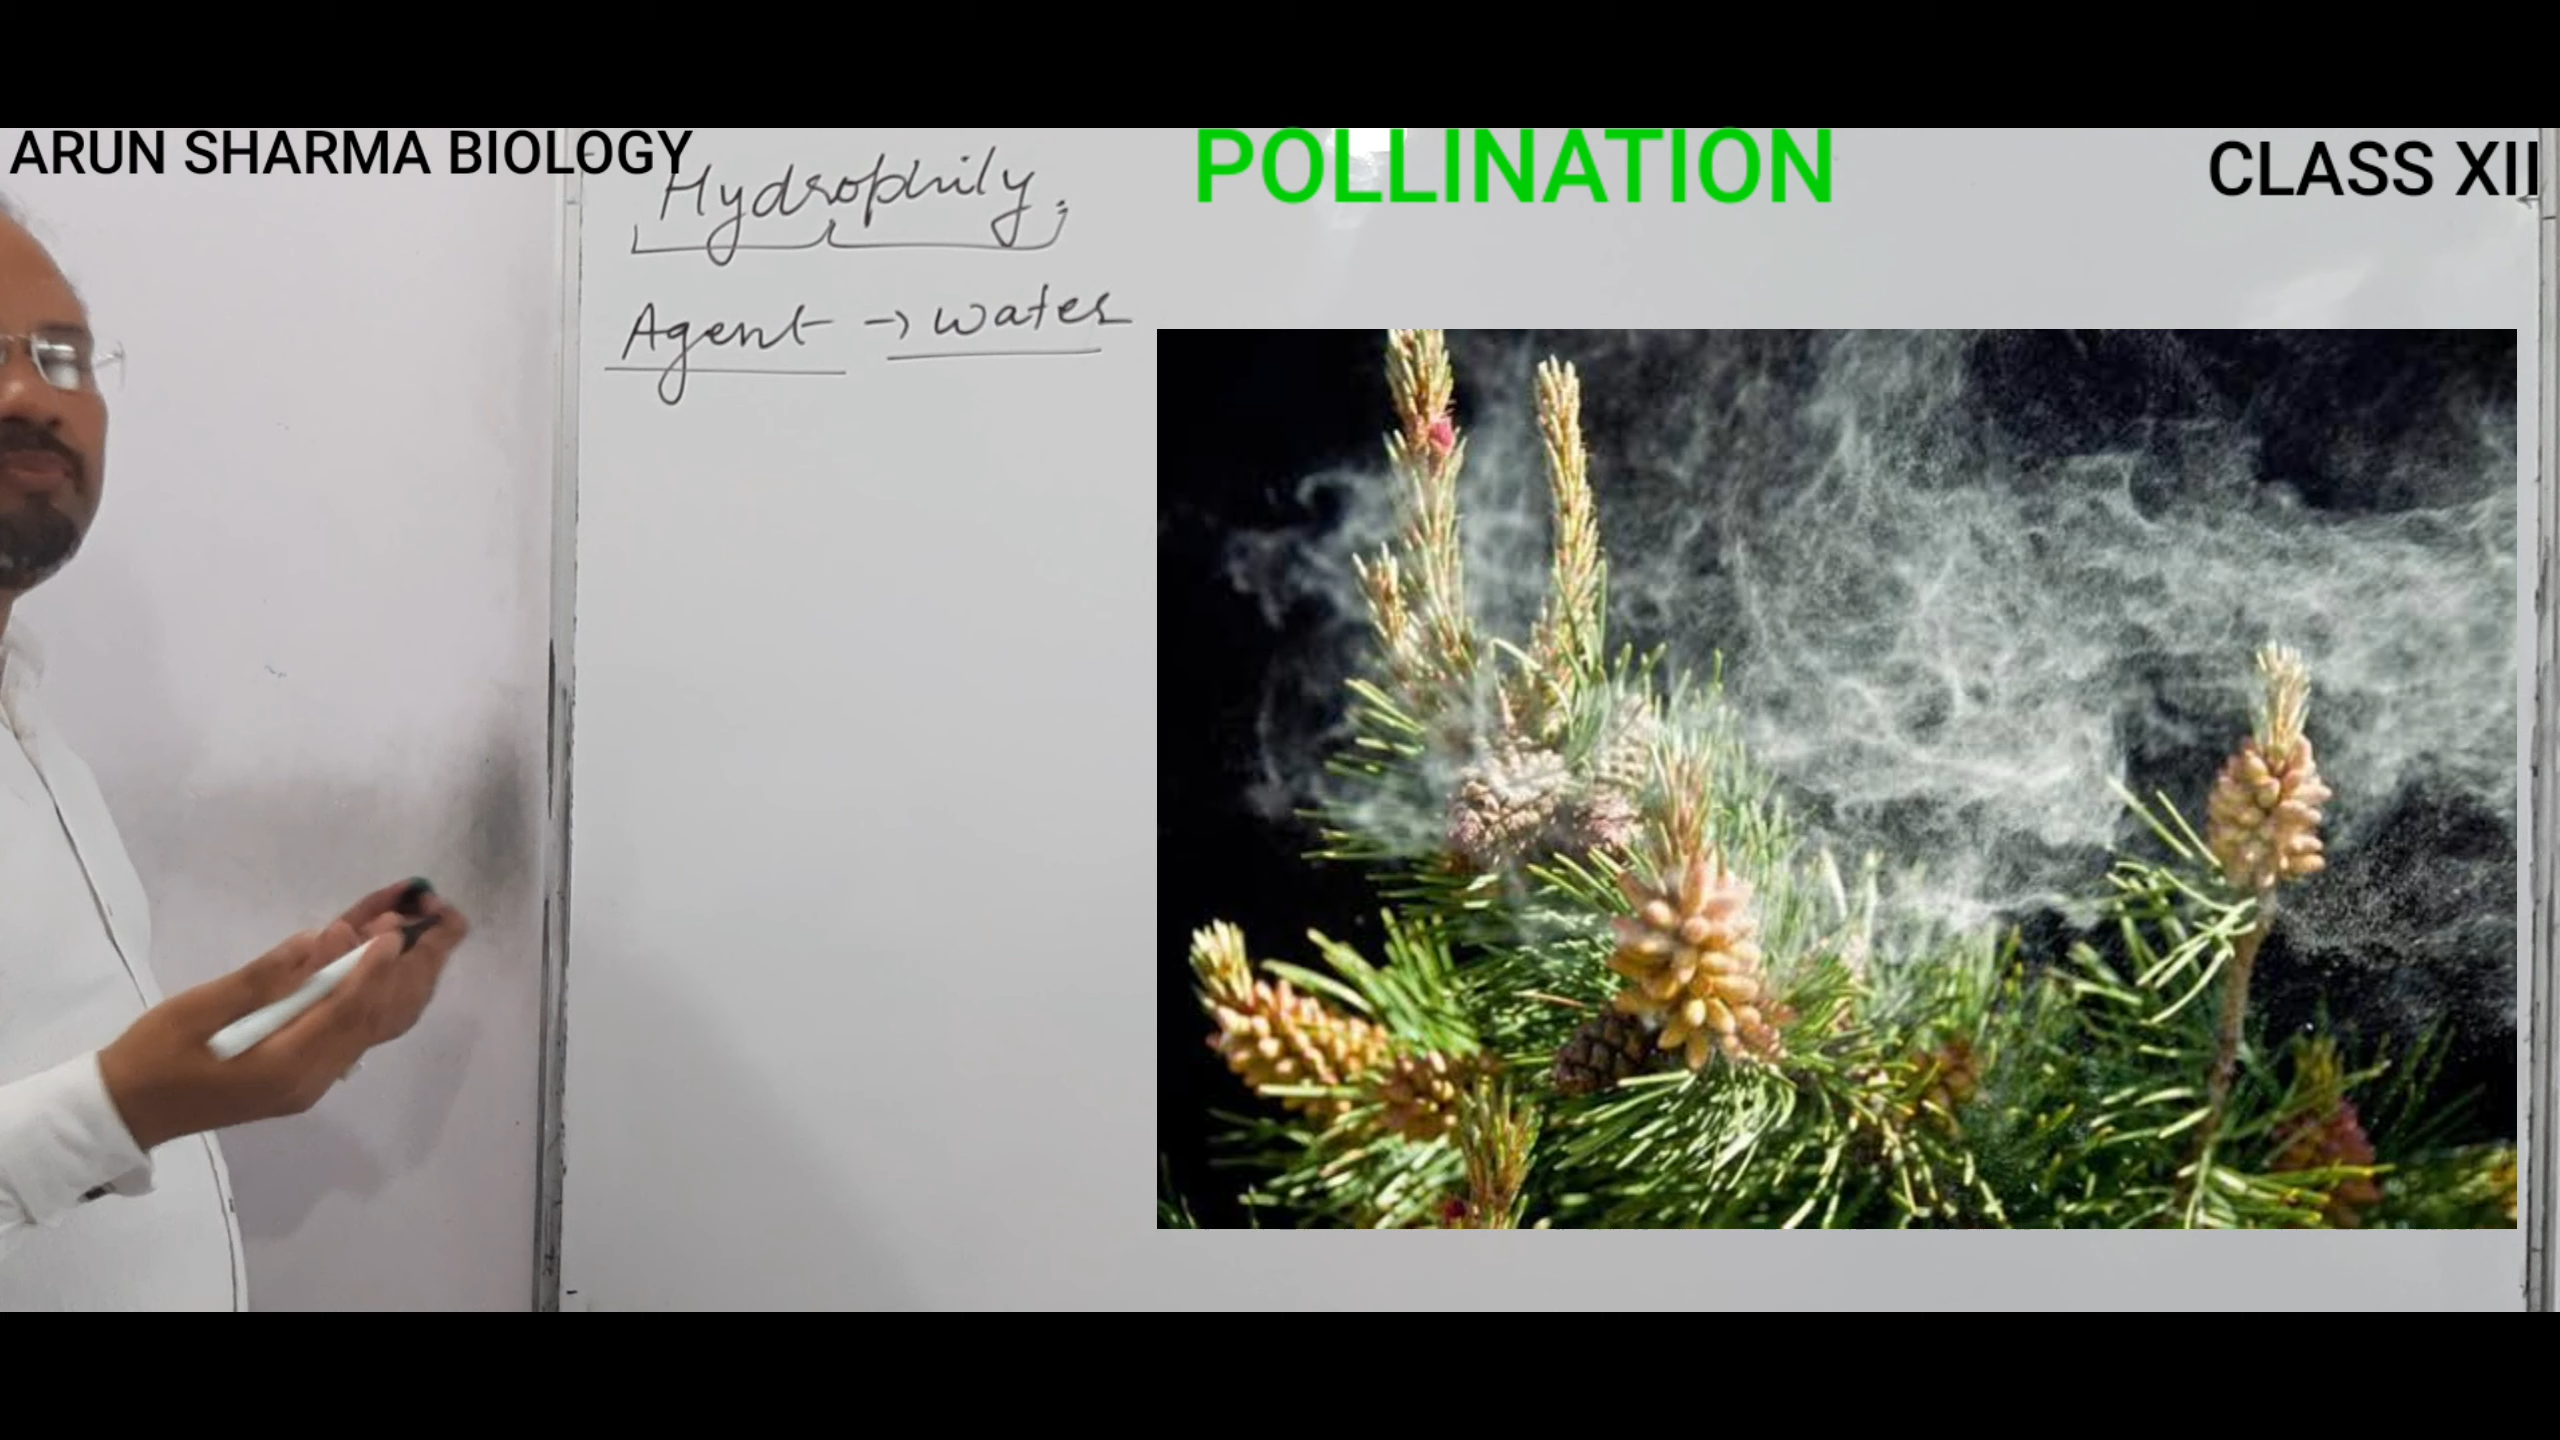 ARUN SHARMA BIOLOGY
POLLINATION
CLASS XII
Hydrophily:
Agent → water